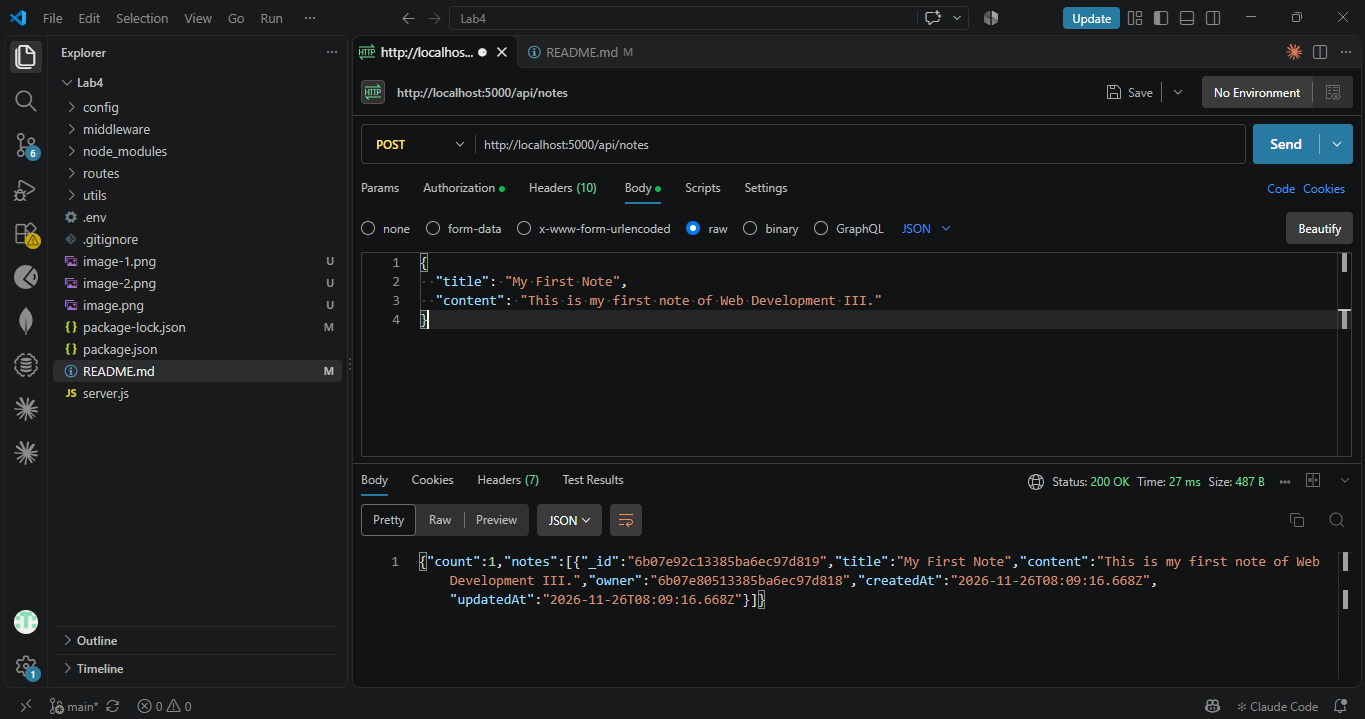 File Edit Selection View Go Run ··· Lab4 Update
Explorer ···
Lab4
config
middleware
node_modules
routes
utils
.env
.gitignore
image-1.png U
image-2.png U
image.png U
package-lock.json M
package.json
README.md M
server.js
Outline
Timeline
6
1
HTTP http://localhos... README.md M
HTTP http://localhost:5000/api/notes Save No Environment
POST http://localhost:5000/api/notes Send
Params Authorization Headers (10) Body Scripts Settings Code Cookies
none form-data x-www-form-urlencoded raw binary GraphQL JSON Beautify
1 {
2 "title": "My First Note",
3 "content": "This is my first note of Web Development III."
4 }
Body Cookies Headers (7) Test Results Status: 200 OK Time: 27 ms Size: 487 B
Pretty Raw Preview JSON
1 {"count":1,"notes":[{"_id":"6b07e92c13385ba6ec97d819","title":"My First Note","content":"This is my first note of Web
Development III.","owner":"6b07e80513385ba6ec97d818","createdAt":"2026-11-26T08:09:16.668Z",
"updatedAt":"2026-11-26T08:09:16.668Z"}]}
main* 0 0 Claude Code